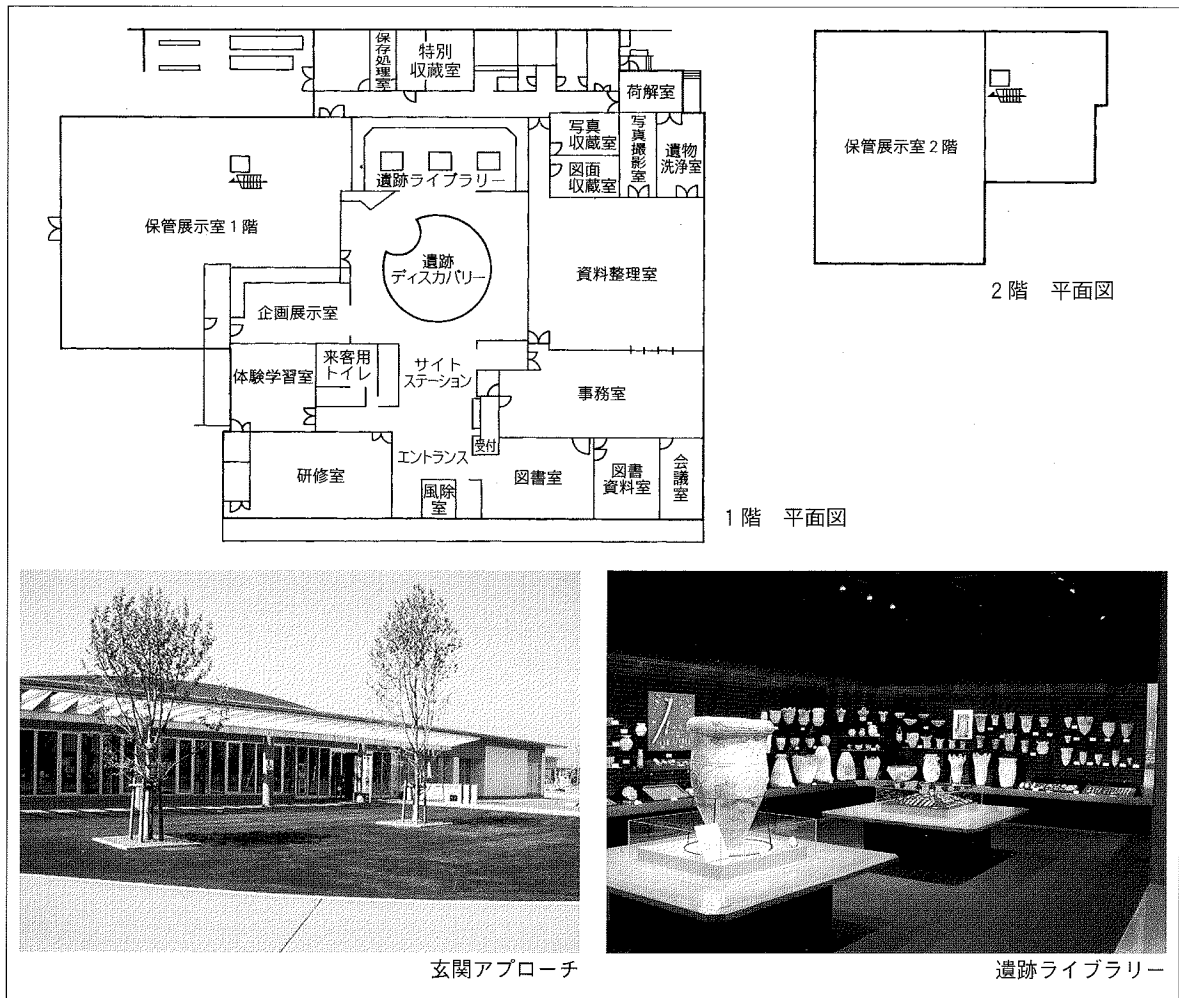 保存処理室
特別
収蔵室
荷解室
写真
収蔵室
写真撮影室
遺物
洗浄室
図面
収蔵室
遺跡ライブラリー
保管展示室1階
遺跡
ディスカバリー
資料整理室
企画展示室
体験学習室
来客用
トイレ
サイト
ステーション
事務室
受付
研修室
エントランス
風除
室
図書室
図書
資料室
会議室
1階 平面図
保管展示室2階
2階 平面図
玄関アプローチ
遺跡ライブラリー